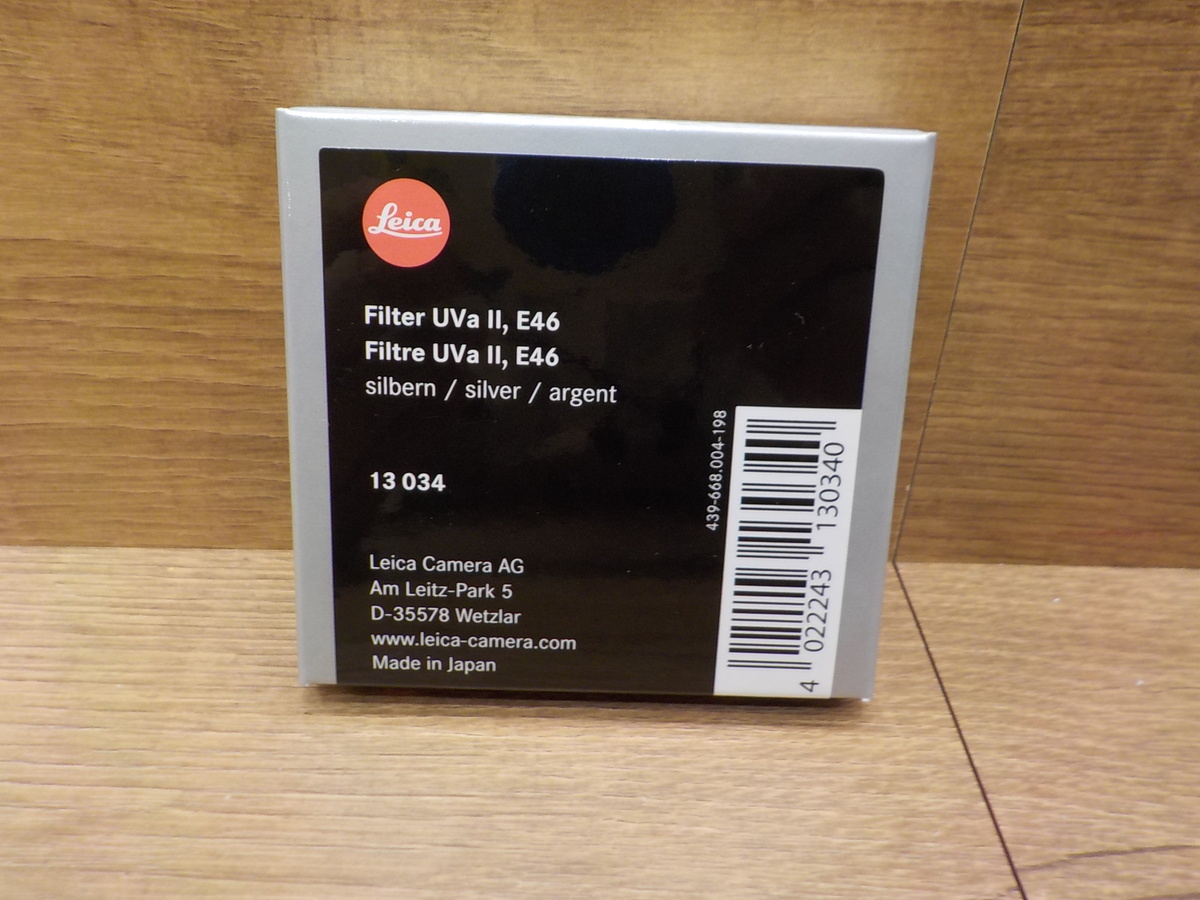 Leica
Filter UVa II, E46
Filtre UVa II, E46
silbern / silver / argent
13 034
Leica Camera AG
Am Leitz-Park 5
D-35578 Wetzlar
www.leica-camera.com
Made in Japan
439-668.004-198
4 022243 130340